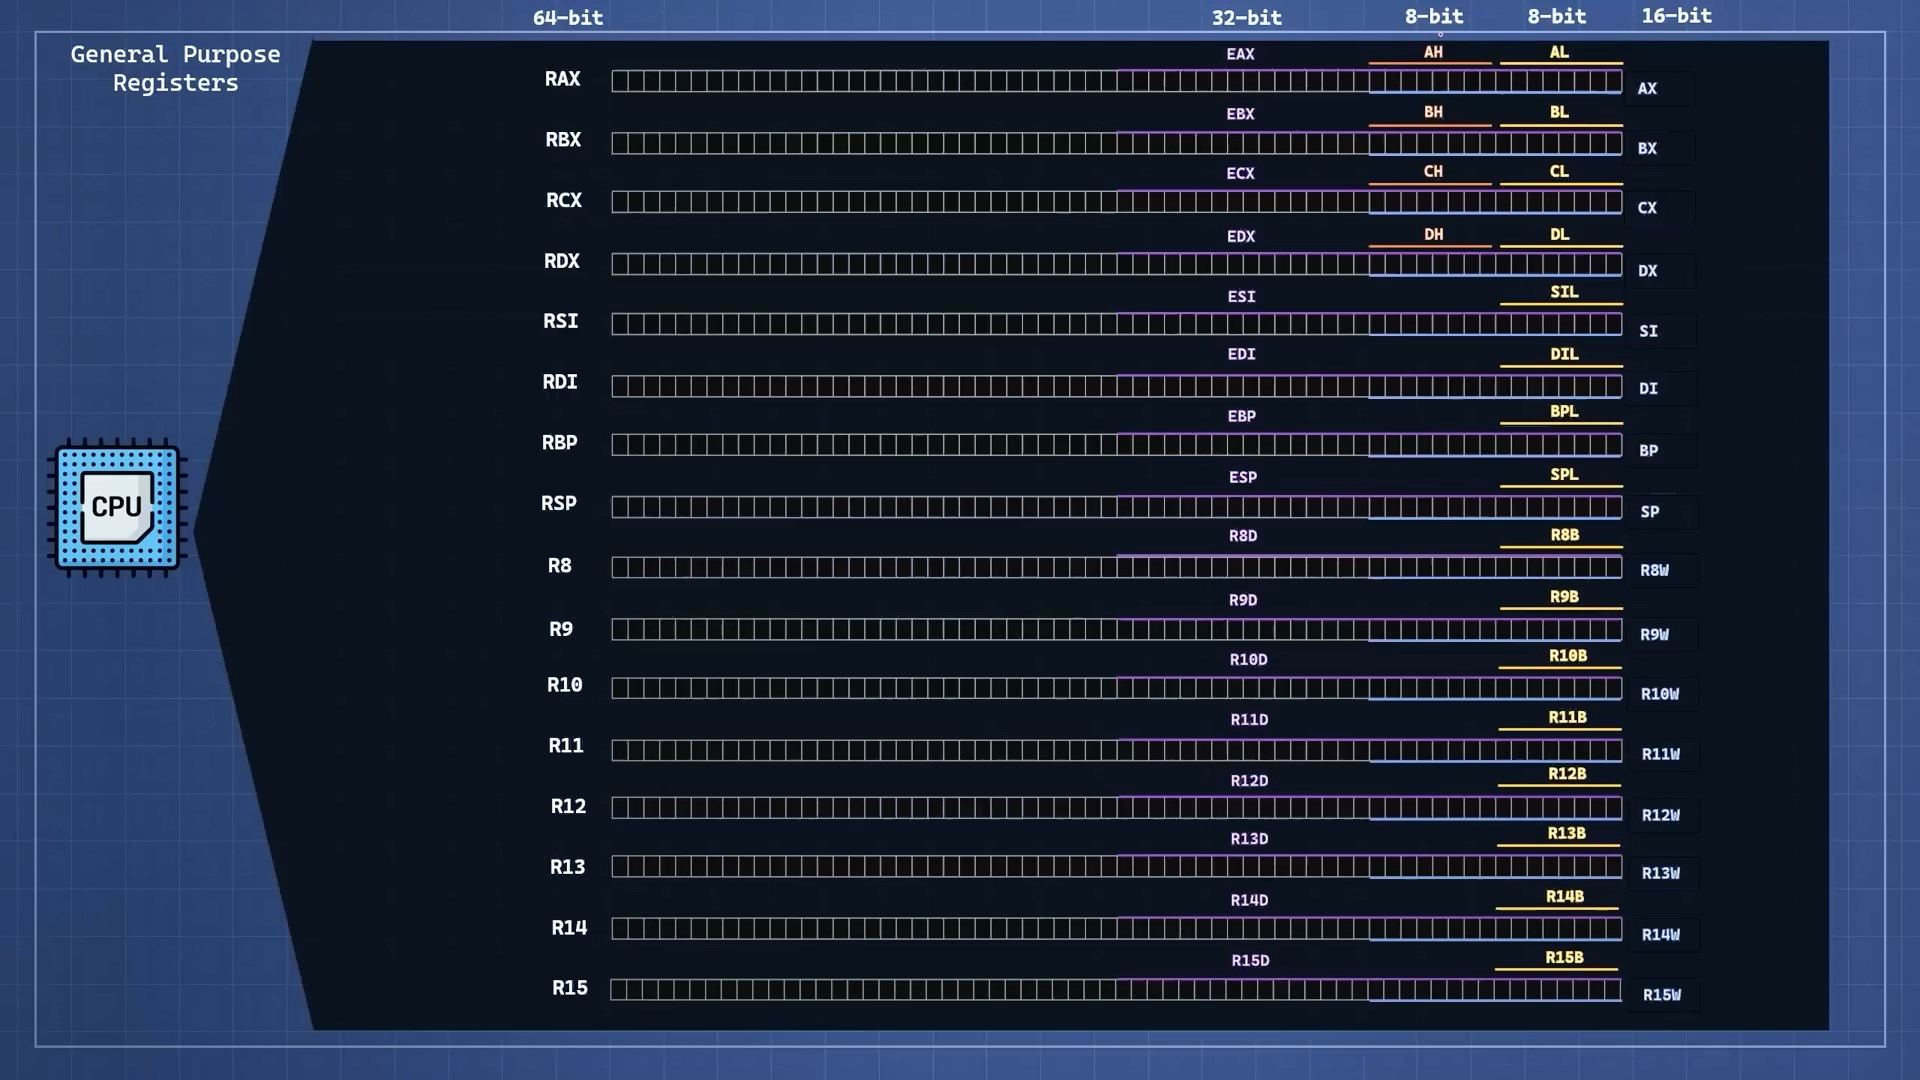 64-bit 32-bit 8-bit 8-bit 16-bit
General Purpose
Registers
EAX AH AL
RAX AX
EBX BH BL
RBX BX
ECX CH CL
RCX CX
EDX DH DL
RDX DX
ESI SIL
RSI SI
EDI DIL
RDI DI
EBP BPL
RBP BP
ESP SPL
RSP SP
CPU
R8D R8B
R8 R8W
R9D R9B
R9 R9W
R10D R10B
R10 R10W
R11D R11B
R11 R11W
R12D R12B
R12 R12W
R13D R13B
R13 R13W
R14D R14B
R14 R14W
R15D R15B
R15 R15W